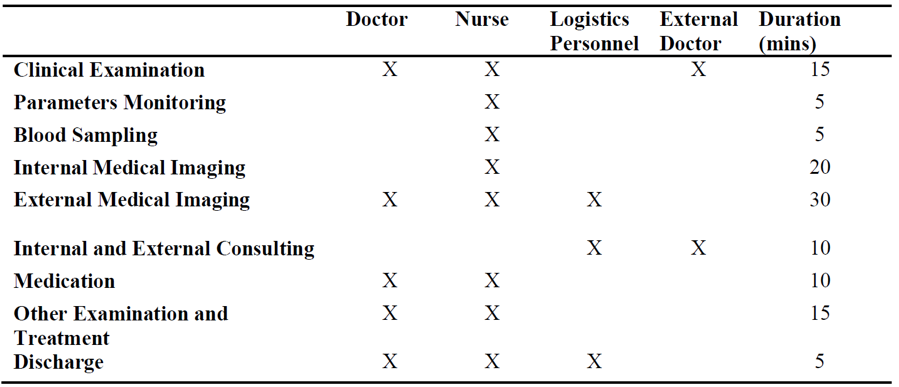 Doctor Nurse Logistics Personnel External Doctor Duration (mins)
Clinical Examination X X X 15
Parameters Monitoring X 5
Blood Sampling X 5
Internal Medical Imaging X 20
External Medical Imaging X X X 30
Internal and External Consulting X X 10
Medication X X 10
Other Examination and X X 15
Treatment
Discharge X X X 5